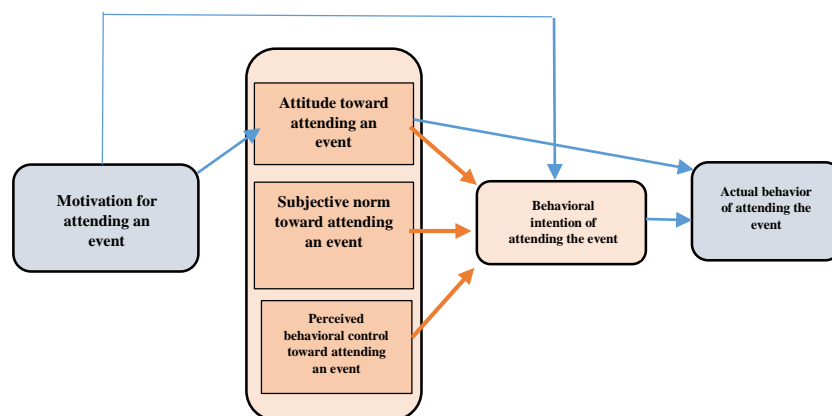 Attitude toward
attending an
event
Motivation for
attending an
event
Subjective norm
toward attending
an event
Perceived
behavioral control
toward attending
an event
Behavioral
intention of
attending the event
Actual behavior
of attending the
event